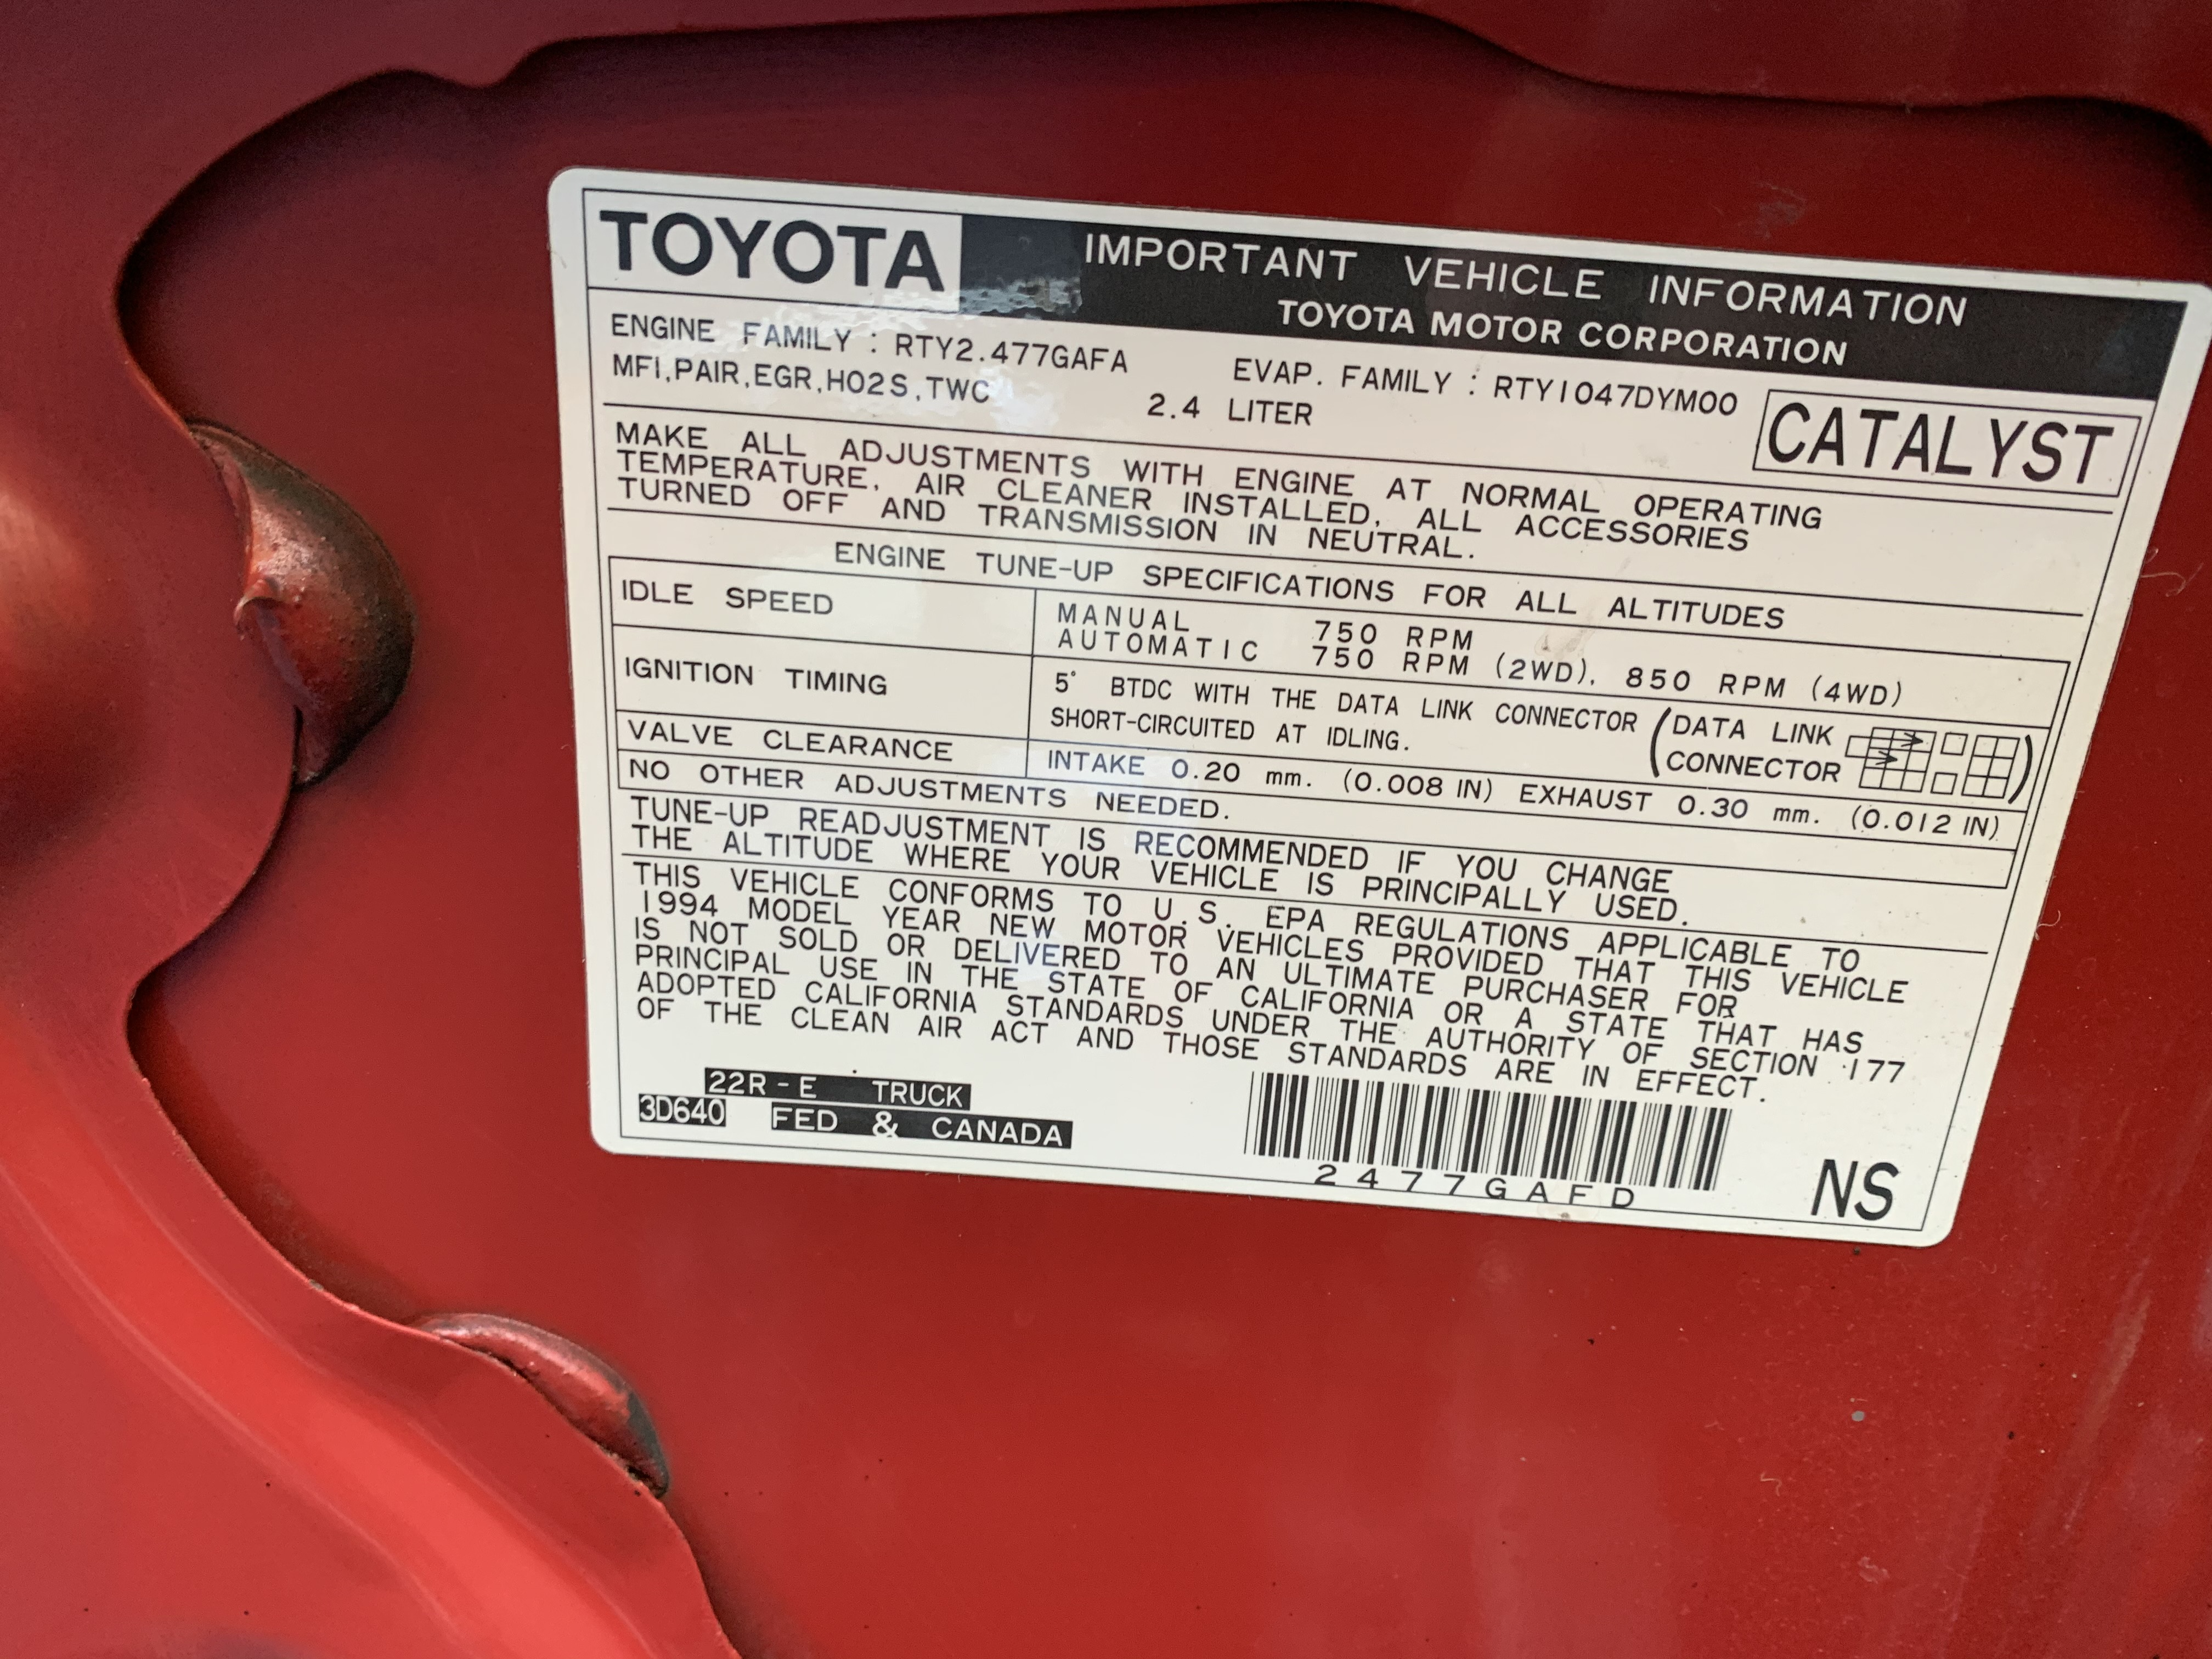 TOYOTA
IMPORTANT VEHICLE INFORMATION
TOYOTA MOTOR CORPORATION
ENGINE FAMILY : RTY2.477GAFA
EVAP. FAMILY : RTY1047DYM00
MFI,PAIR,EGR,HO2S,TWC
2.4 LITER
CATALYST
MAKE ALL ADJUSTMENTS WITH ENGINE AT NORMAL OPERATING
TEMPERATURE, AIR CLEANER INSTALLED, ALL ACCESSORIES
TURNED OFF AND TRANSMISSION IN NEUTRAL.
ENGINE TUNE-UP SPECIFICATIONS FOR ALL ALTITUDES
IDLE SPEED
MANUAL 750 RPM
AUTOMATIC 750 RPM (2WD), 850 RPM (4WD)
IGNITION TIMING
5° BTDC WITH THE DATA LINK CONNECTOR
SHORT-CIRCUITED AT IDLING.
(DATA LINK
CONNECTOR )
VALVE CLEARANCE
INTAKE 0.20 mm. (0.008 IN) EXHAUST 0.30 mm. (0.012 IN)
NO OTHER ADJUSTMENTS NEEDED.
TUNE-UP READJUSTMENT IS RECOMMENDED IF YOU CHANGE
THE ALTITUDE WHERE YOUR VEHICLE IS PRINCIPALLY USED.
THIS VEHICLE CONFORMS TO U.S. EPA REGULATIONS APPLICABLE TO
1994 MODEL YEAR NEW MOTOR VEHICLES PROVIDED THAT THIS VEHICLE
IS NOT SOLD OR DELIVERED TO AN ULTIMATE PURCHASER FOR
PRINCIPAL USE IN THE STATE OF CALIFORNIA OR A STATE THAT HAS
ADOPTED CALIFORNIA STANDARDS UNDER THE AUTHORITY OF SECTION 177
OF THE CLEAN AIR ACT AND THOSE STANDARDS ARE IN EFFECT.
22R-E TRUCK
3D640 FED & CANADA
2477GAFD
NS